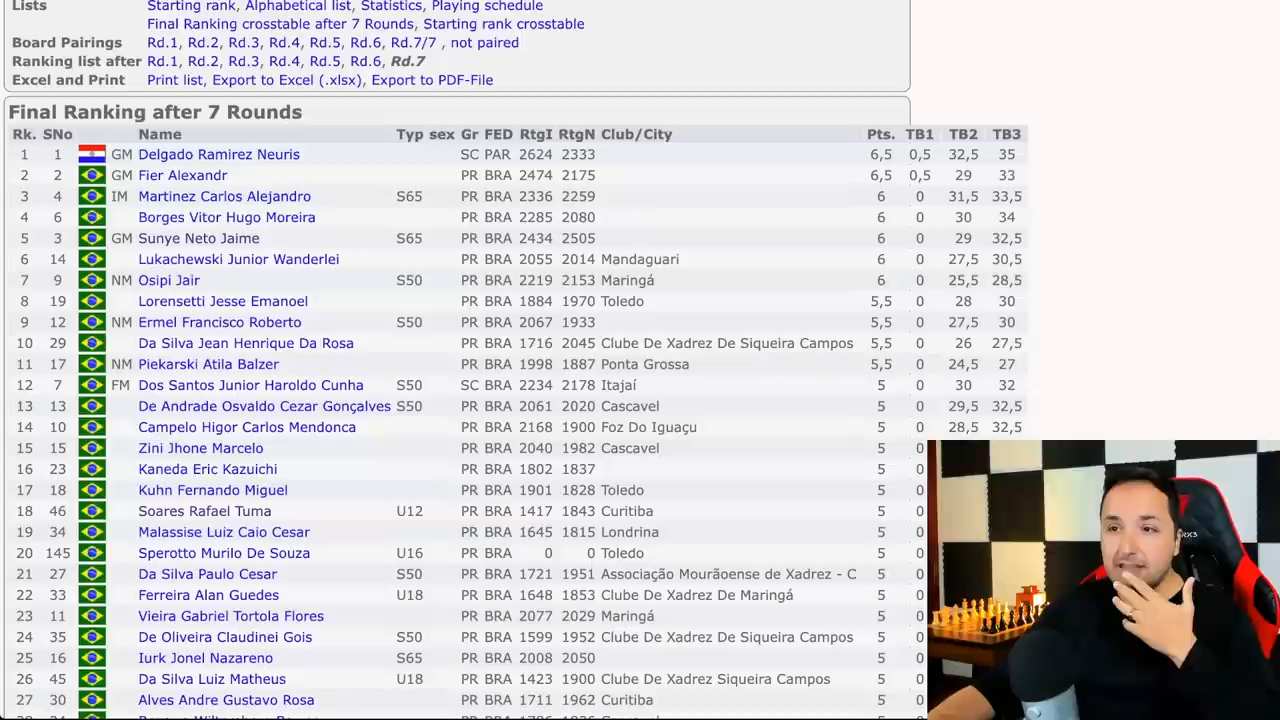 Lists Starting rank, Alphabetical list, Statistics, Playing schedule
Final Ranking crosstable after 7 Rounds, Starting rank crosstable
Board Pairings Rd.1, Rd.2, Rd.3, Rd.4, Rd.5, Rd.6, Rd.7/7 , not paired
Ranking list after Rd.1, Rd.2, Rd.3, Rd.4, Rd.5, Rd.6, Rd.7
Excel and Print Print list, Export to Excel (.xlsx), Export to PDF-File
Final Ranking after 7 Rounds
Rk. SNo Name Typ sex Gr FED RtgI RtgN Club/City Pts. TB1 TB2 TB3
1 1 GM Delgado Ramirez Neuris SC PAR 2624 2333 6,5 0,5 32,5 35
2 2 GM Fier Alexandr PR BRA 2474 2175 6,5 0,5 29 33
3 4 IM Martinez Carlos Alejandro S65 PR BRA 2336 2259 6 0 31,5 33,5
4 6 Borges Vitor Hugo Moreira PR BRA 2285 2080 6 0 30 34
5 3 GM Sunye Neto Jaime S65 PR BRA 2434 2505 6 0 29 32,5
6 14 Lukachewski Junior Wanderlei PR BRA 2055 2014 Mandaguari 6 0 27,5 30,5
7 9 NM Osipi Jair S50 PR BRA 2219 2153 Maringá 6 0 25,5 28,5
8 19 Lorensetti Jesse Emanoel PR BRA 1884 1970 Toledo 5,5 0 28 30
9 12 NM Ermel Francisco Roberto S50 PR BRA 2067 1933 5,5 0 27,5 30
10 29 Da Silva Jean Henrique Da Rosa PR BRA 1716 2045 Clube De Xadrez De Siqueira Campos 5,5 0 26 27,5
11 17 NM Piekarski Atila Balzer PR BRA 1998 1887 Ponta Grossa 5,5 0 24,5 27
12 7 FM Dos Santos Junior Haroldo Cunha S50 SC BRA 2234 2178 Itajaí 5 0 30 32
13 13 De Andrade Osvaldo Cezar Gonçalves S50 PR BRA 2061 2020 Cascavel 5 0 29,5 32,5
14 10 Campelo Higor Carlos Mendonca PR BRA 2168 1900 Foz Do Iguaçu 5 0 28,5 32,5
15 15 Zini Jhone Marcelo PR BRA 2040 1982 Cascavel 5 0
16 23 Kaneda Eric Kazuichi PR BRA 1802 1837 5 0
17 18 Kuhn Fernando Miguel PR BRA 1901 1828 Toledo 5 0
18 46 Soares Rafael Tuma U12 PR BRA 1417 1843 Curitiba 5 0
19 34 Malassise Luiz Caio Cesar PR BRA 1645 1815 Londrina 5 0
20 145 Sperotto Murilo De Souza U16 PR BRA 0 0 Toledo 5 0
21 27 Da Silva Paulo Cesar S50 PR BRA 1721 1951 Associação Mourãoense de Xadrez - C 5 0
22 33 Ferreira Alan Guedes U18 PR BRA 1648 1853 Clube De Xadrez De Maringá 5 0
23 11 Vieira Gabriel Tortola Flores PR BRA 2077 2029 Maringá 5 0
24 35 De Oliveira Claudinei Gois S50 PR BRA 1599 1952 Clube De Xadrez De Siqueira Campos 5 0
25 16 Iurk Jonel Nazareno S65 PR BRA 2008 2050 5 0
26 45 Da Silva Luiz Matheus U18 PR BRA 1423 1900 Clube De Xadrez Siqueira Campos 5 0
27 30 Alves Andre Gustavo Rosa PR BRA 1711 1962 Curitiba 5 0